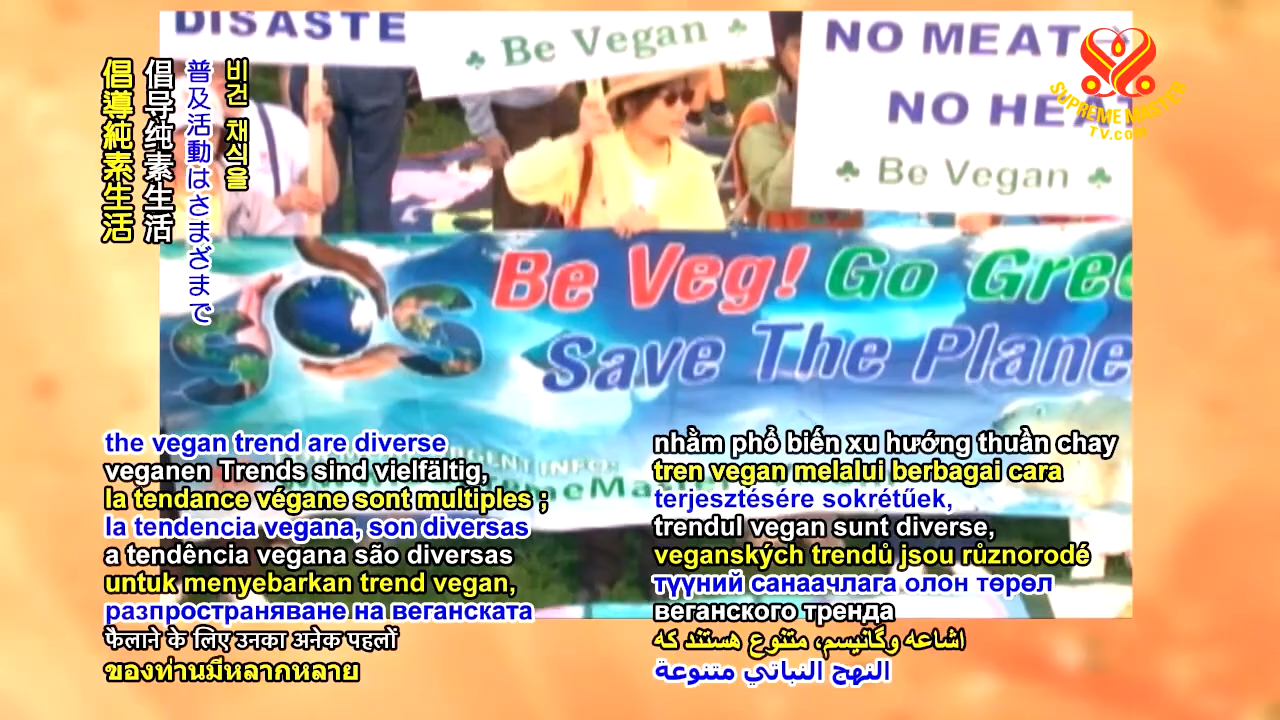 DISASTE
Be Vegan
NO MEAT
NO HEAT
Be Vegan
SUPREME MASTER
TV.com
倡導純素生活
倡导纯素生活
普及活動はさまざまで
비건 채식을
SOS
Be Veg! Go Gree
Save The Plane
the vegan trend are diverse
veganen Trends sind vielfältig,
la tendance végane sont multiples ;
la tendencia vegana, son diversas
a tendência vegana são diversas
untuk menyebarkan trend vegan,
разпространяване на веганската
फैलाने के लिए उनका अनेक पहलों
ของท่านมีหลากหลาย
nhằm phổ biến xu hướng thuần chay
tren vegan melalui berbagai cara
terjesztésére sokrétűek,
trendul vegan sunt diverse,
veganských trendů jsou různorodé
түүний санаачлага олон төрөл
веганского тренда
اشاعه وگانیسم، متنوع هستند که
النهج النباتي متنوعة